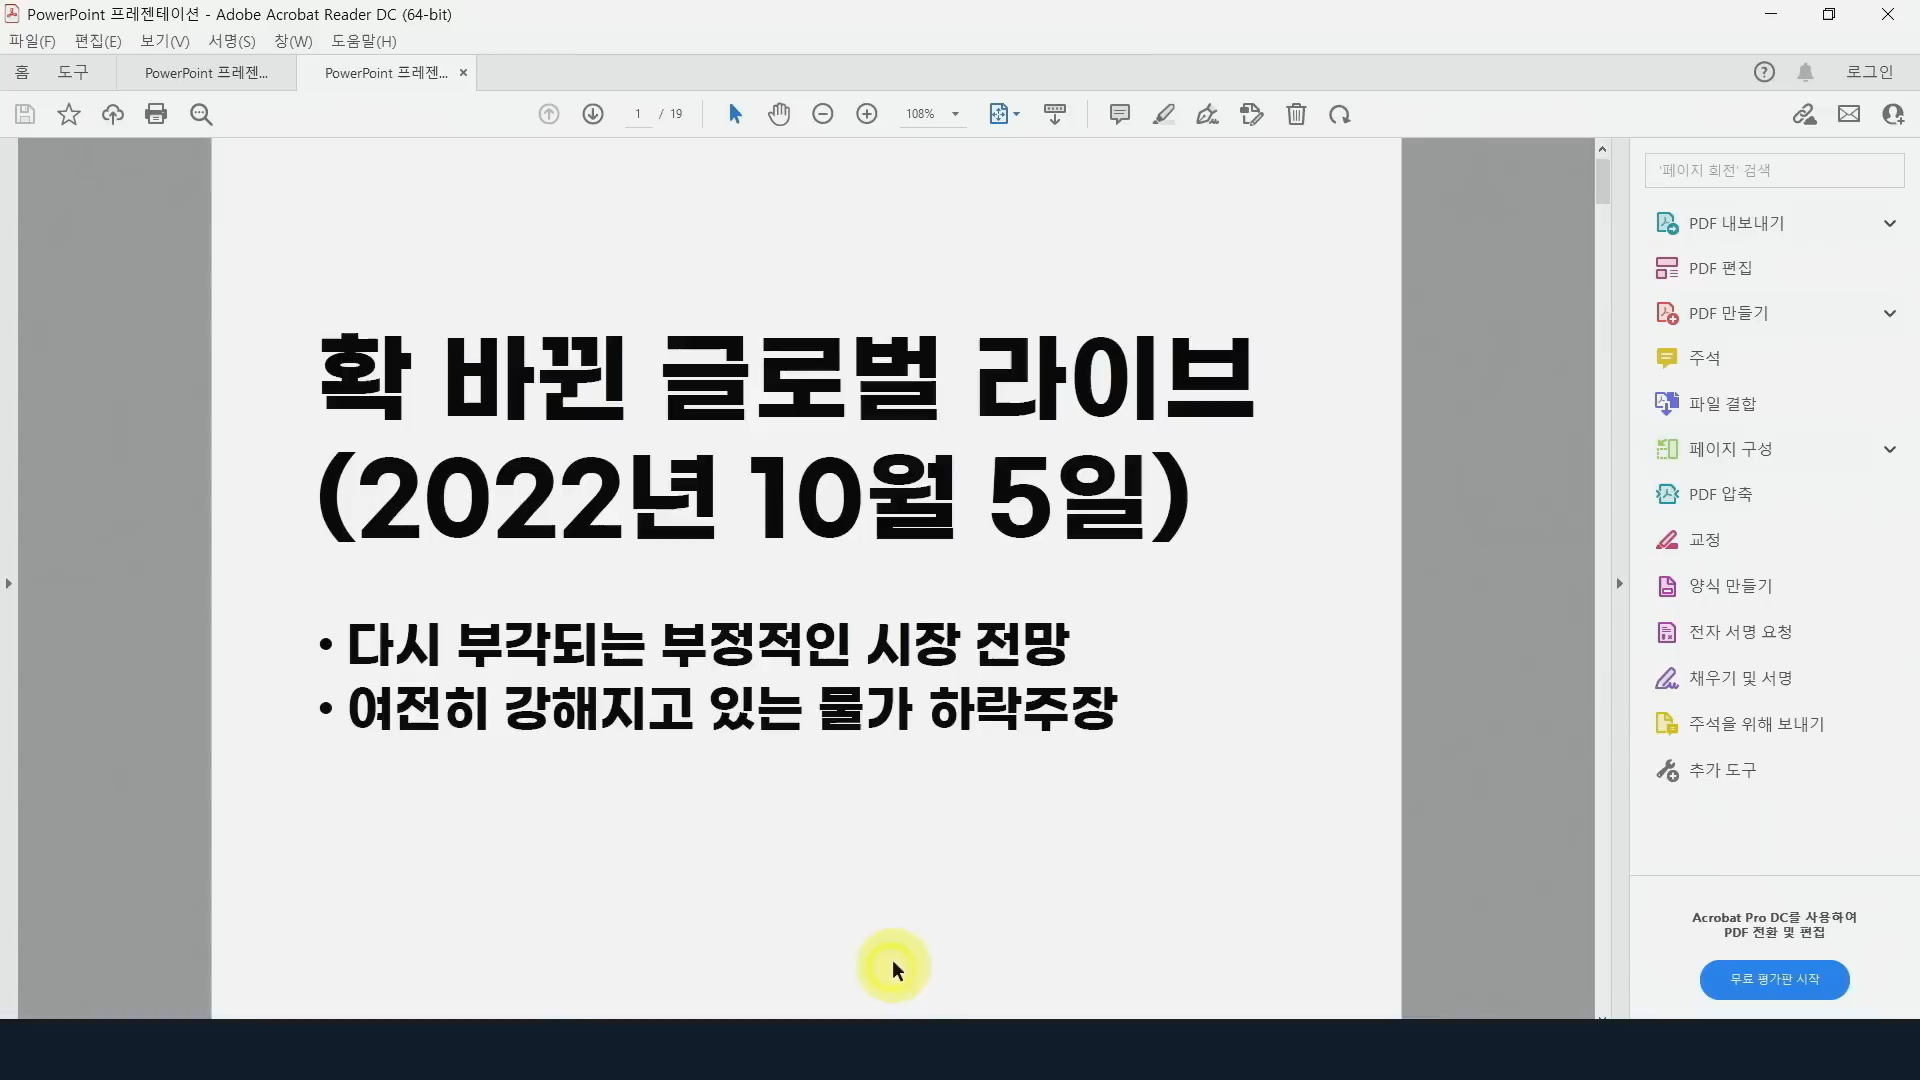 PowerPoint 프레젠테이션 - Adobe Acrobat Reader DC (64-bit)
파일(F) 편집(E) 보기(V) 서명(S) 창(W) 도움말(H)
홈 도구 PowerPoint 프레젠... PowerPoint 프레젠... × 로그인
1 / 19 108%
'페이지 회전' 검색
PDF 내보내기
PDF 편집
PDF 만들기
주석
파일 결합
페이지 구성
PDF 압축
교정
양식 만들기
전자 서명 요청
채우기 및 서명
주석을 위해 보내기
추가 도구
확 바뀐 글로벌 라이브
(2022년 10월 5일)
• 다시 부각되는 부정적인 시장 전망
• 여전히 강해지고 있는 물가 하락주장
Acrobat Pro DC를 사용하여
PDF 전환 및 편집
무료 평가판 시작